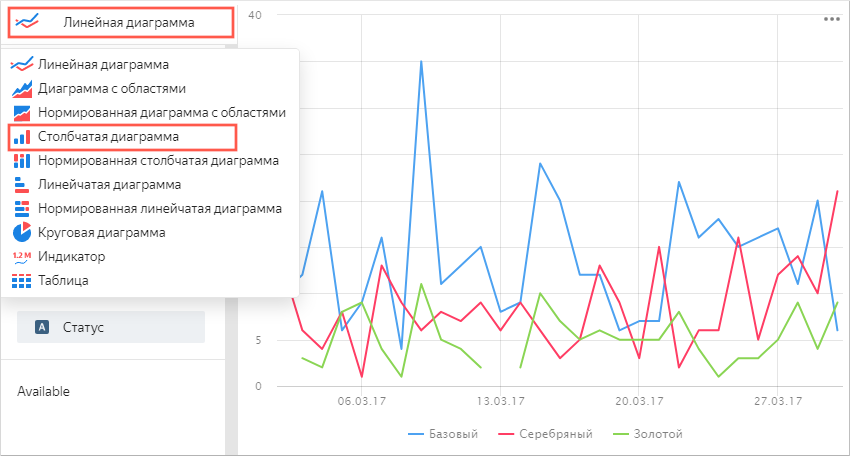 Линейная диаграмма
Линейная диаграмма
Диаграмма с областями
Нормированная диаграмма с областями
Столбчатая диаграмма
Нормированная столбчатая диаграмма
Линейчатая диаграмма
Нормированная линейчатая диаграмма
Круговая диаграмма
1.2 M Индикатор
Таблица
A Статус
Available
40
5
0
06.03.17 13.03.17 20.03.17 27.03.17
Базовый Серебряный Золотой